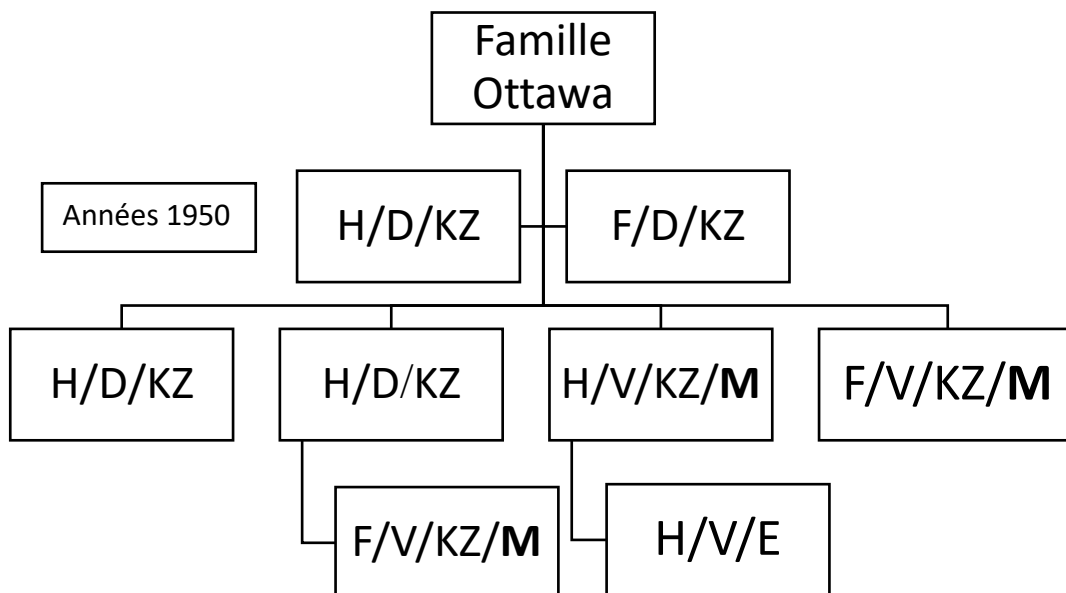 Famille
Ottawa
Années 1950
H/D/KZ
F/D/KZ
H/D/KZ
H/D/KZ
H/V/KZ/M
F/V/KZ/M
F/V/KZ/M
H/V/E